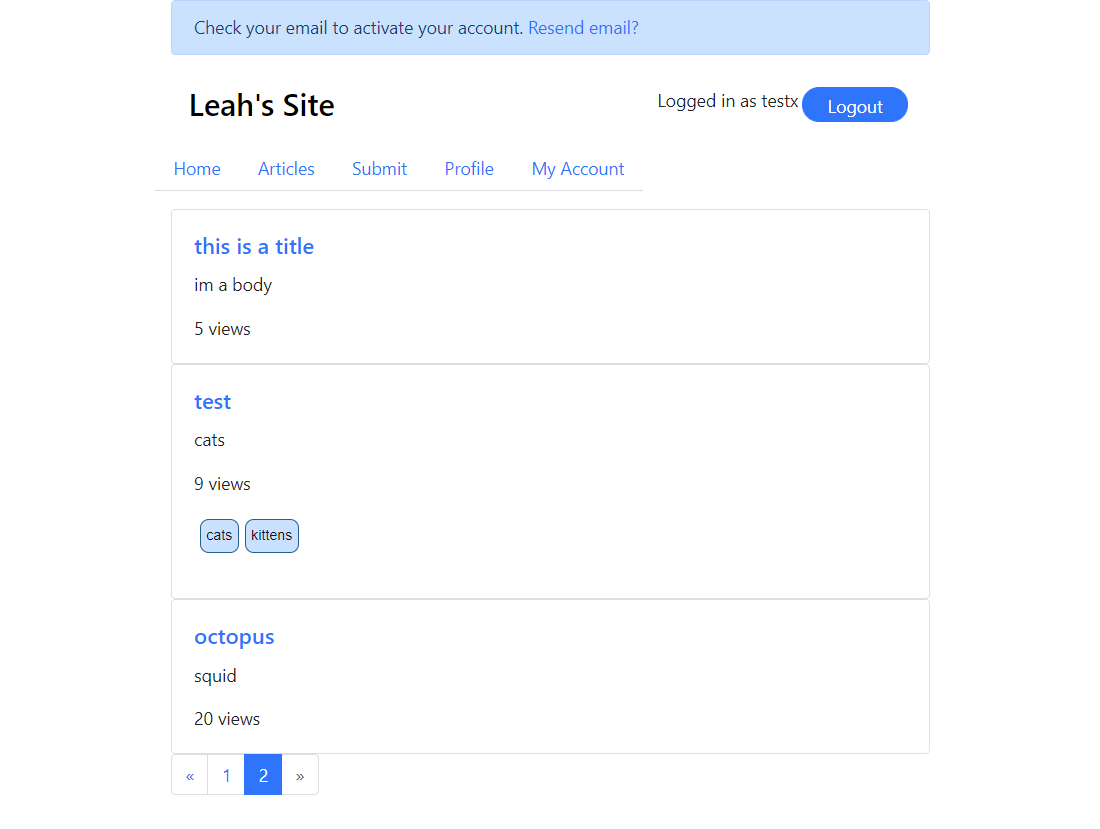 Check your email to activate your account. Resend email?
Leah's Site
Logged in as testx Logout
Home Articles Submit Profile My Account
this is a title
im a body
5 views
test
cats
9 views
cats kittens
octopus
squid
20 views
« 1 2 »